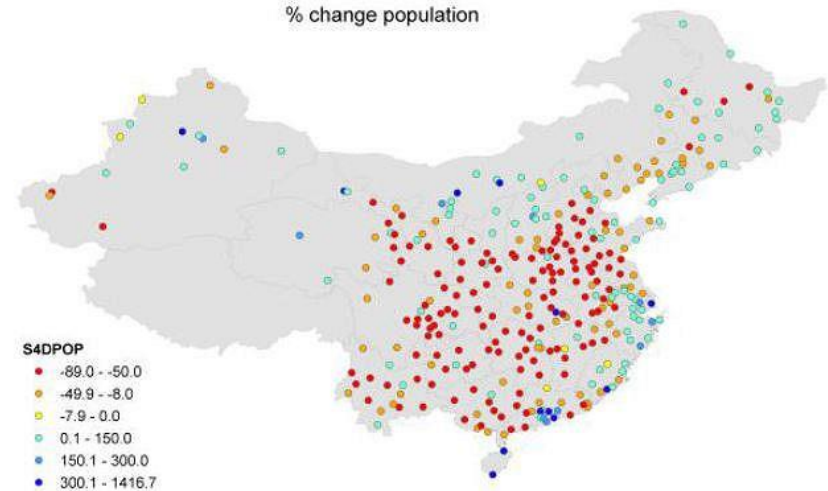 % change population
S4DPOP
-89.0 - -50.0
-49.9 - -8.0
-7.9 - 0.0
0.1 - 150.0
150.1 - 300.0
300.1 - 1416.7